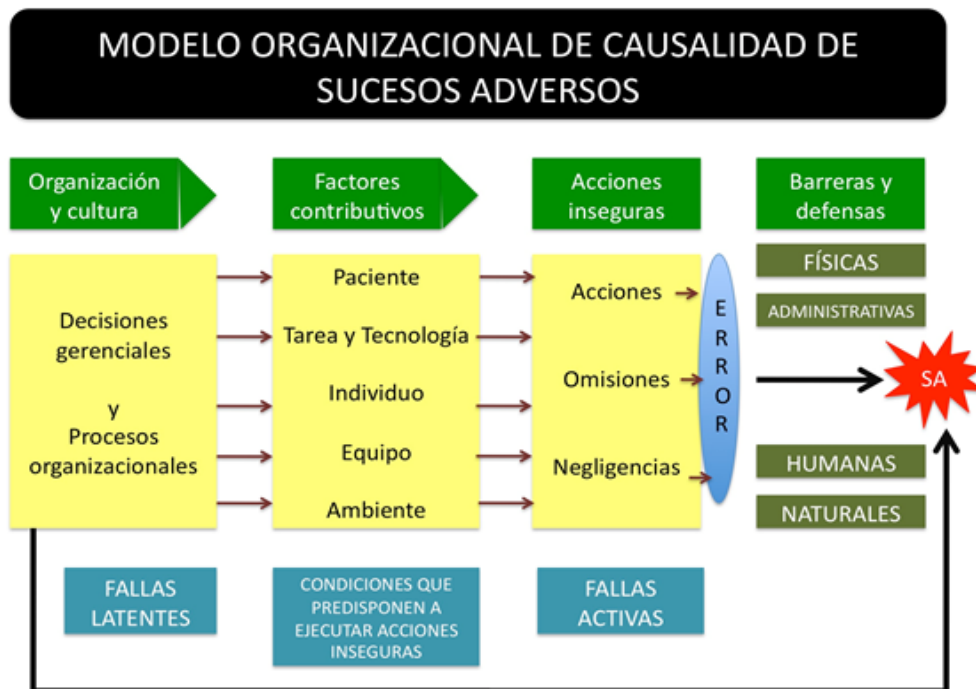 MODELO ORGANIZACIONAL DE CAUSALIDAD DE
SUCESOS ADVERSOS
Organización
y cultura
Factores
contributivos
Acciones
inseguras
Barreras y
defensas
Decisiones
gerenciales
y
Procesos
organizacionales
Paciente
Tarea y Tecnología
Individuo
Equipo
Ambiente
Acciones
Omisiones
Negligencias
E
R
R
O
R
FÍSICAS
ADMINISTRATIVAS
SA
HUMANAS
NATURALES
FALLAS
LATENTES
CONDICIONES QUE
PREDISPONEN A
EJECUTAR ACCIONES
INSEGURAS
FALLAS
ACTIVAS